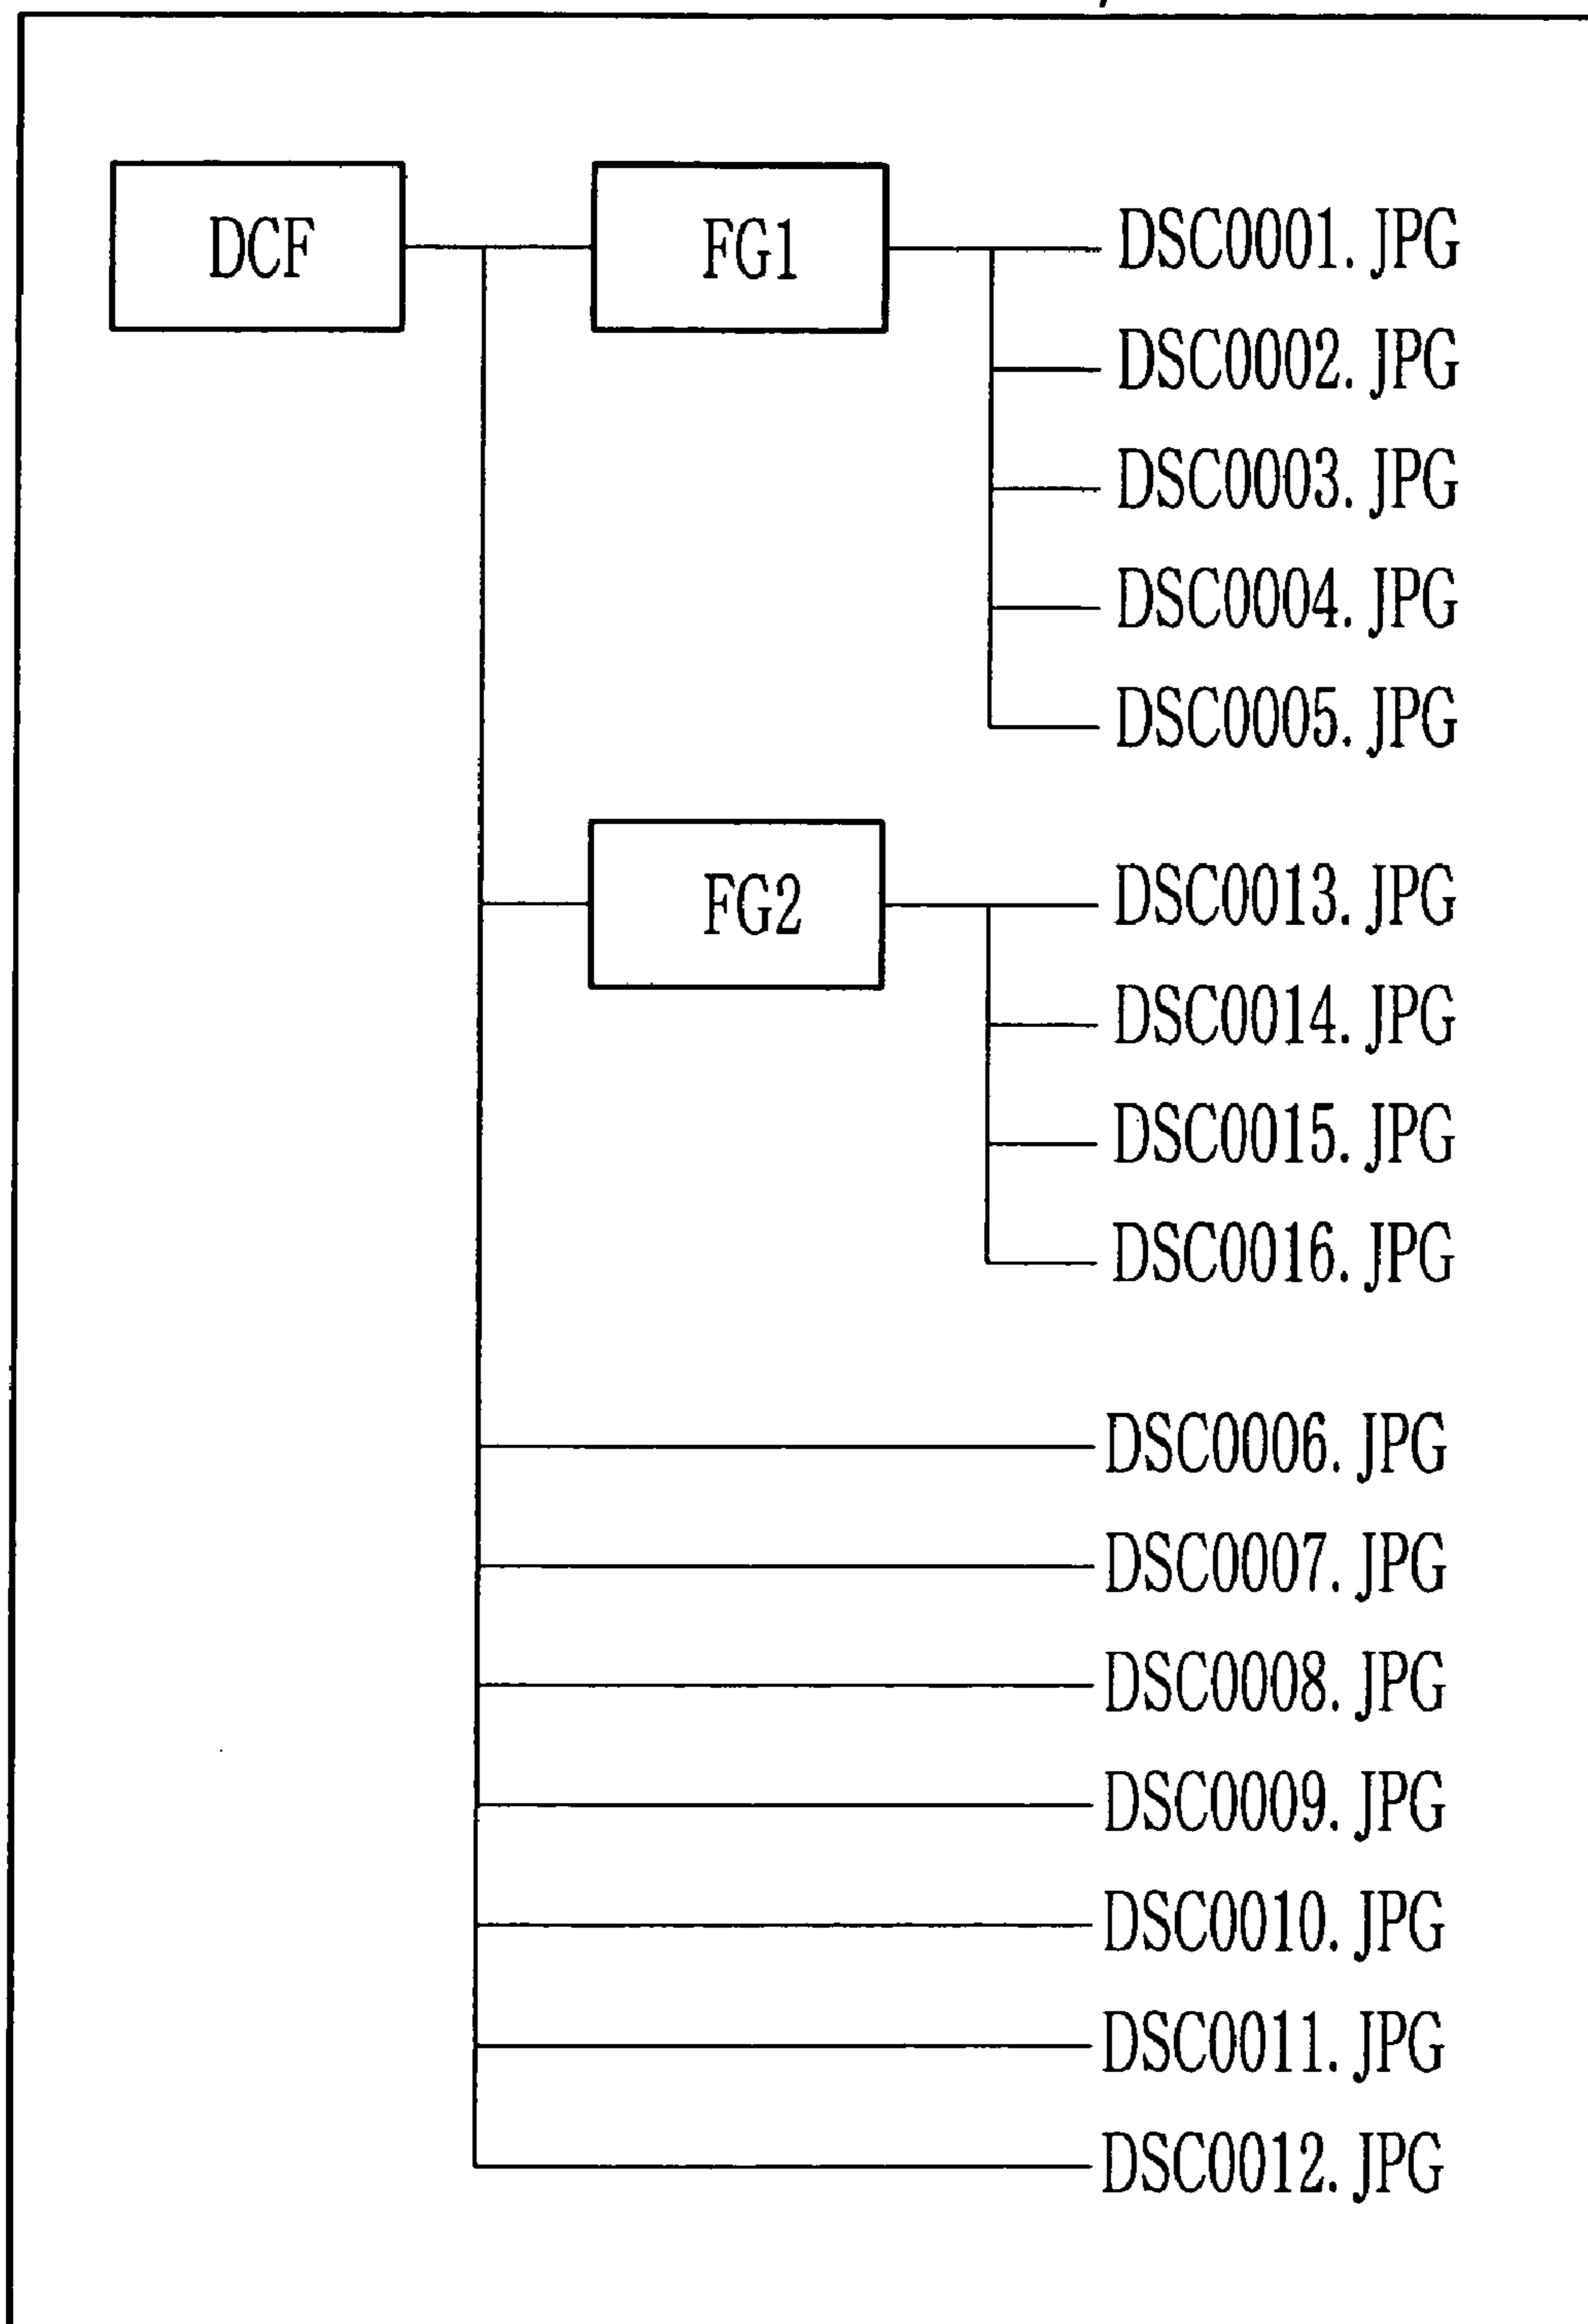 DCF
FG1
DSC0001. JPG
DSC0002. JPG
DSC0003. JPG
DSC0004. JPG
DSC0005. JPG
FG2
DSC0013. JPG
DSC0014. JPG
DSC0015. JPG
DSC0016. JPG
DSC0006. JPG
DSC0007. JPG
DSC0008. JPG
DSC0009. JPG
DSC0010. JPG
DSC0011. JPG
DSC0012. JPG